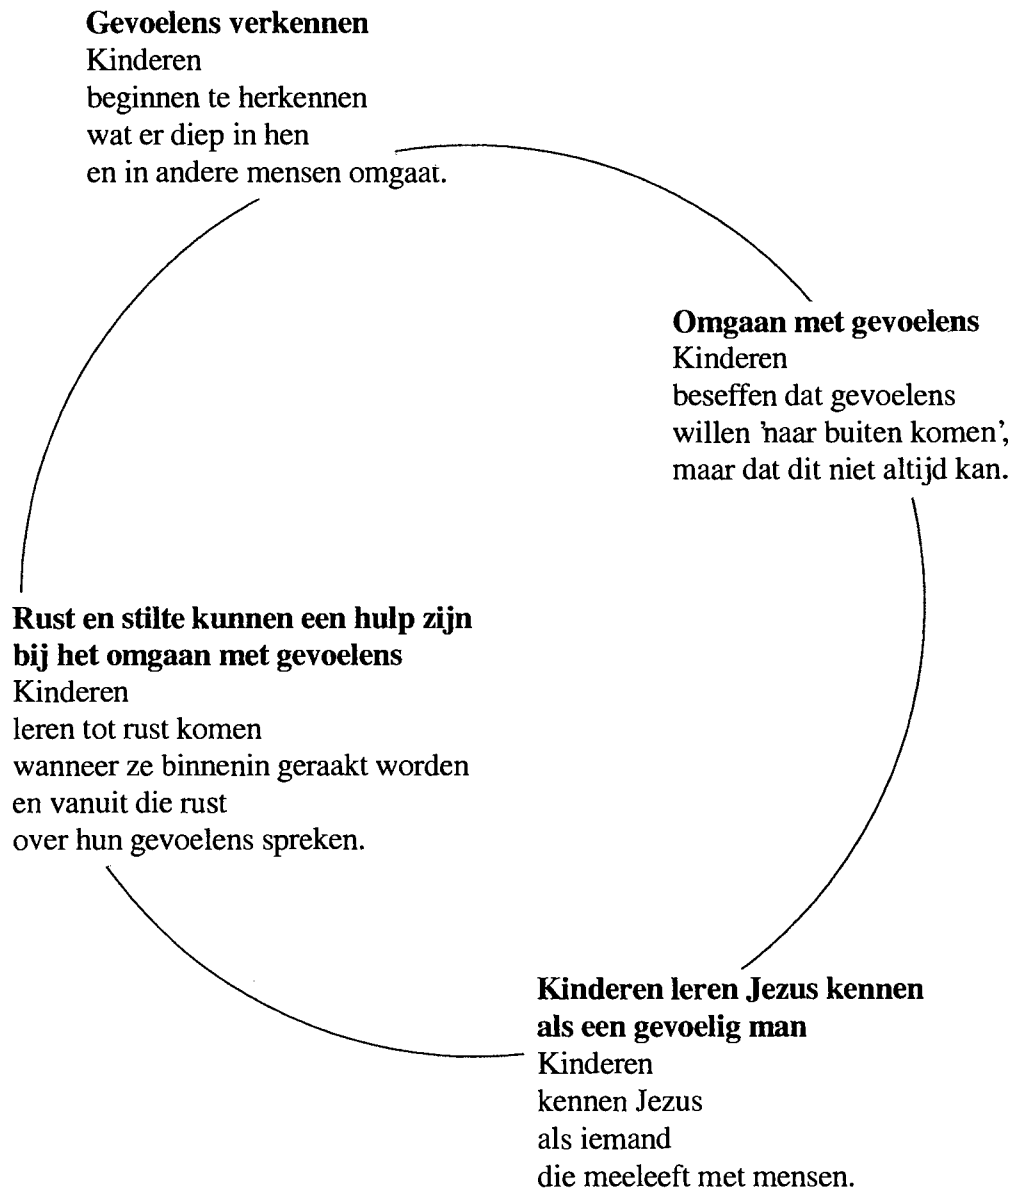 Gevoelens verkennen
Kinderen
beginnen te herkennen
wat er diep in hen
en in andere mensen omgaat.
Omgaan met gevoelens
Kinderen
beseffen dat gevoelens
willen 'naar buiten komen',
maar dat dit niet altijd kan.
Rust en stilte kunnen een hulp zijn
bij het omgaan met gevoelens
Kinderen
leren tot rust komen
wanneer ze binnenin geraakt worden
en vanuit die rust
over hun gevoelens spreken.
Kinderen leren Jezus kennen
als een gevoelig man
Kinderen
kennen Jezus
als iemand
die meeleeft met mensen.